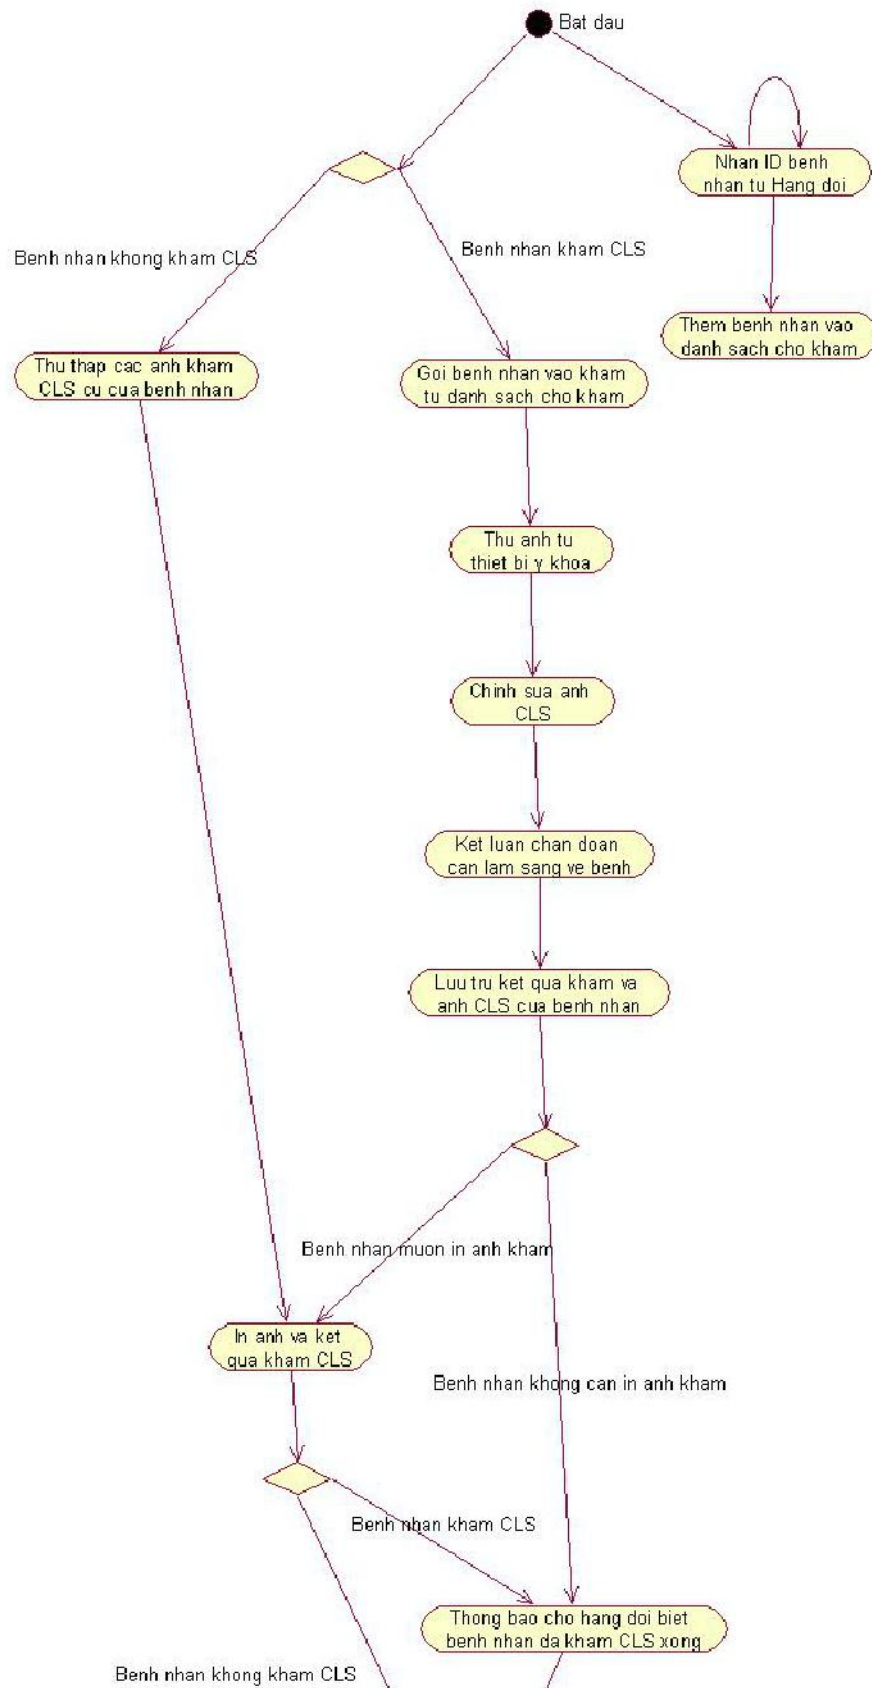 Bat dau
Nhan ID benh
nhan tu Hang doi
Benh nhan khong kham CLS
Benh nhan kham CLS
Them benh nhan vao
danh sach cho kham
Thu thap cac anh kham
CLS cu cua benh nhan
Goi benh nhan vao kham
tu danh sach cho kham
Thu anh tu
thiet bi y khoa
Chinh sua anh
CLS
Ket luan chan doan
can lam sang ve benh
Luu tru ket qua kham va
anh CLS cua benh nhan
Benh nhan muon in anh kham
In anh va ket
qua kham CLS
Benh nhan khong can in anh kham
Benh nhan kham CLS
Thong bao cho hang doi biet
benh nhan da kham CLS xong
Benh nhan khong kham CLS